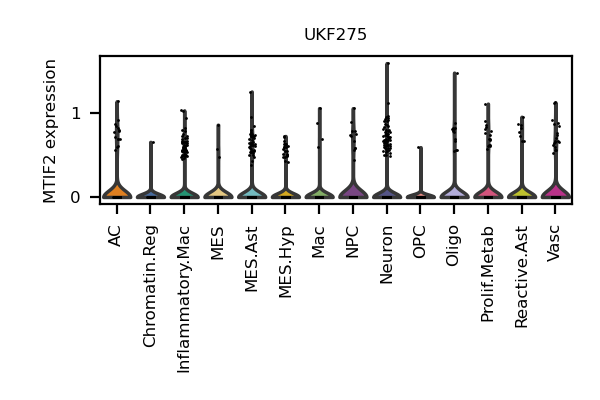 UKF275
MTIF2 expression
1
0
AC
Chromatin.Reg
Inflammatory.Mac
MES
MES.Ast
MES.Hyp
Mac
NPC
Neuron
OPC
Oligo
Prolif.Metab
Reactive.Ast
Vasc